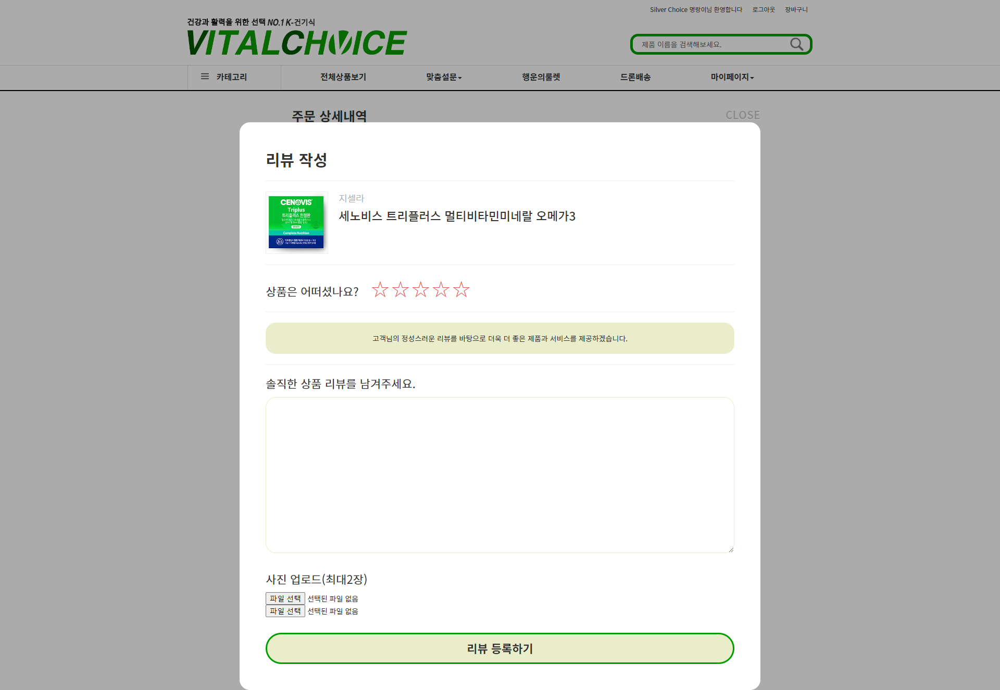 Silver Choice 명랑이님 환영합니다 로그아웃 장바구니
건강과 활력을 위한 선택 NO.1 K-건기식
VITALCHOICE
제품 이름을 검색해보세요.
카테고리 전체상품보기 맞춤설문 행운의룰렛 드론배송 마이페이지
주문 상세내역
CLOSE
리뷰 작성
CENOVIS
Triplus
트리플러스 한정판
Complete Nutrition
지셀라
세노비스 트리플러스 멀티비타민미네랄 오메가3
상품은 어떠셨나요?
고객님의 정성스러운 리뷰를 바탕으로 더욱 더 좋은 제품과 서비스를 제공하겠습니다.
솔직한 상품 리뷰를 남겨주세요.
사진 업로드(최대2장)
파일 선택 선택된 파일 없음
파일 선택 선택된 파일 없음
리뷰 등록하기